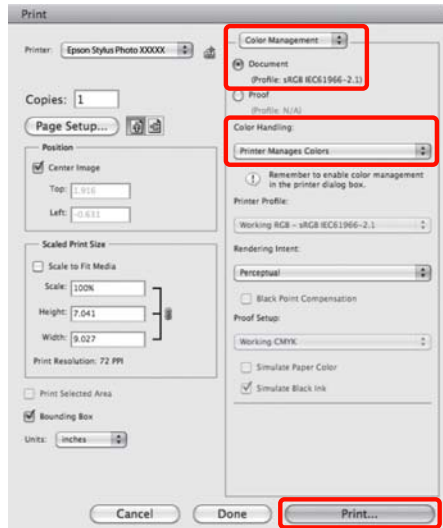 Print
Printer: Epson Stylus Photo XXXXX
Copies: 1
Page Setup...
Position
Center Image
Top: 1.916
Left: -0.631
Scaled Print Size
Scale to Fit Media
Scale: 100%
Height: 7.041
Width: 9.027
Print Resolution: 72 PPI
Print Selected Area
Bounding Box
Units: inches
Color Management
Document
(Profile: sRGB IEC61966-2.1)
Proof
(Profile: N/A)
Color Handling:
Printer Manages Colors
Remember to enable color management
in the printer dialog box.
Printer Profile:
Working RGB - sRGB IEC61966-2.1
Rendering Intent:
Perceptual
Black Point Compensation
Proof Setup:
Working CMYK
Simulate Paper Color
Simulate Black Ink
Cancel
Done
Print...